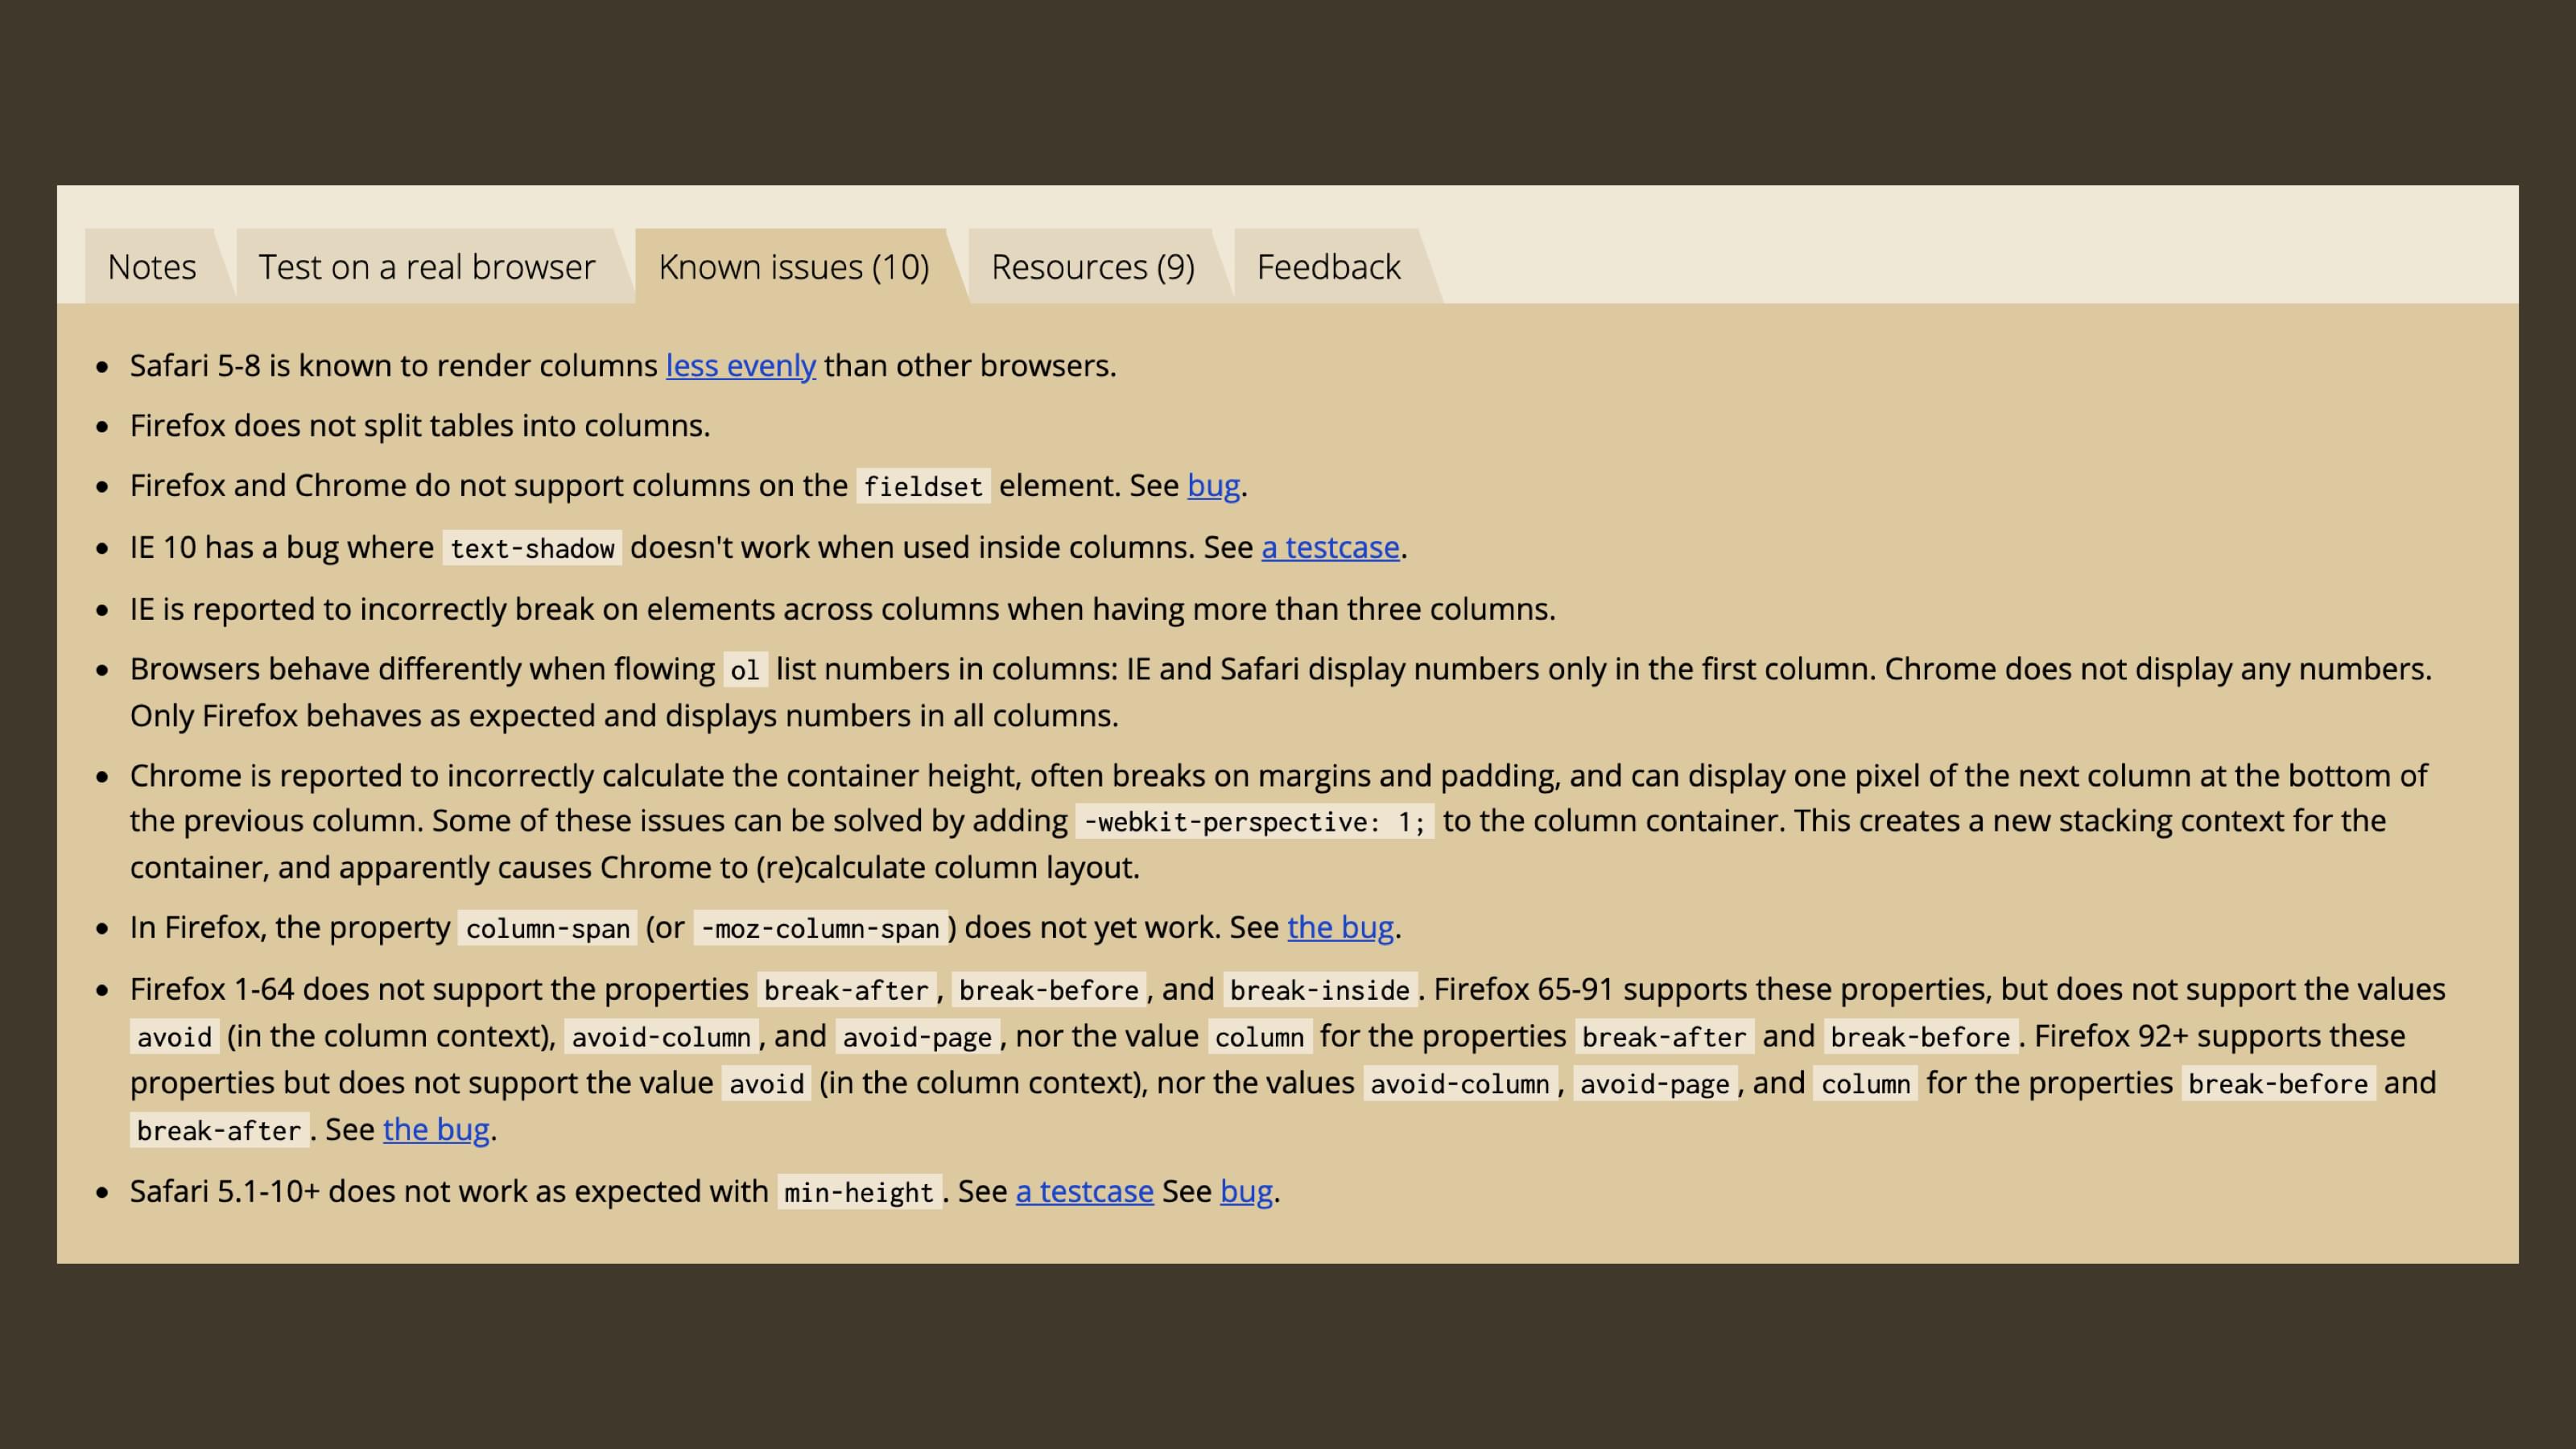 Notes
Test on a real browser
Known issues (10)
Resources (9)
Feedback
Safari 5-8 is known to render columns less evenly than other browsers.
Firefox does not split tables into columns.
Firefox and Chrome do not support columns on the fieldset element. See bug.
IE 10 has a bug where text-shadow doesn't work when used inside columns. See a testcase.
IE is reported to incorrectly break on elements across columns when having more than three columns.
Browsers behave differently when flowing ol list numbers in columns: IE and Safari display numbers only in the first column. Chrome does not display any numbers.
Only Firefox behaves as expected and displays numbers in all columns.
Chrome is reported to incorrectly calculate the container height, often breaks on margins and padding, and can display one pixel of the next column at the bottom of
the previous column. Some of these issues can be solved by adding -webkit-perspective: 1; to the column container. This creates a new stacking context for the
container, and apparently causes Chrome to (re)calculate column layout.
In Firefox, the property column-span (or -moz-column-span) does not yet work. See the bug.
Firefox 1-64 does not support the properties break-after, break-before, and break-inside. Firefox 65-91 supports these properties, but does not support the values
avoid (in the column context), avoid-column, and avoid-page, nor the value column for the properties break-after and break-before. Firefox 92+ supports these
properties but does not support the value avoid (in the column context), nor the values avoid-column, avoid-page, and column for the properties break-before and
break-after. See the bug.
Safari 5.1-10+ does not work as expected with min-height. See a testcase See bug.